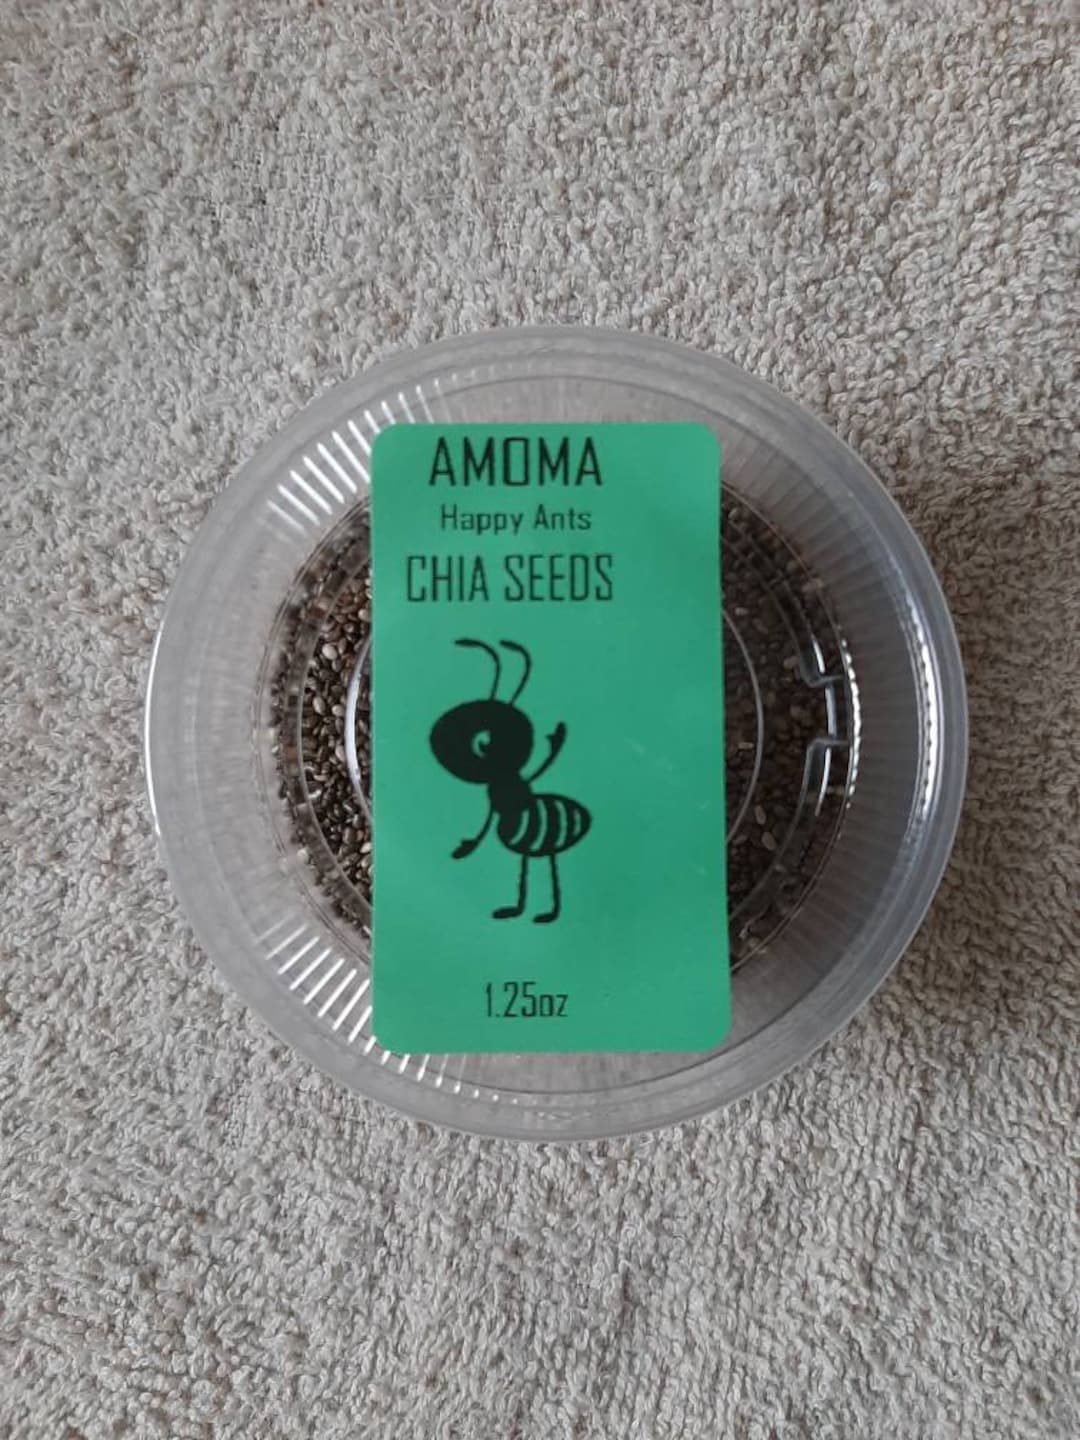 AMOMA
Happy Ants
CHIA SEEDS
1.25oz